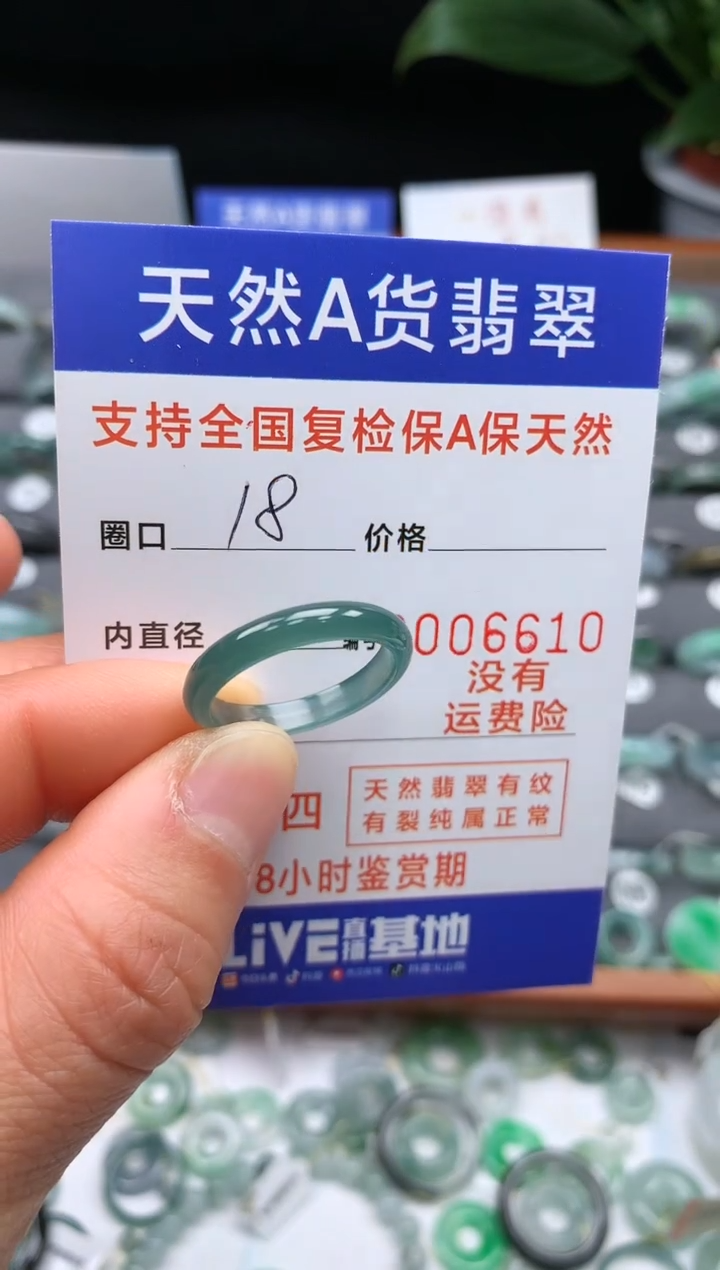 天然A货翡翠
支持全国复检保A保天然
圈口 18 价格
内直径 006610
没有
运费险
四
天然翡翠有纹
有裂纯属正常
8小时鉴赏期
LiVE直播基地